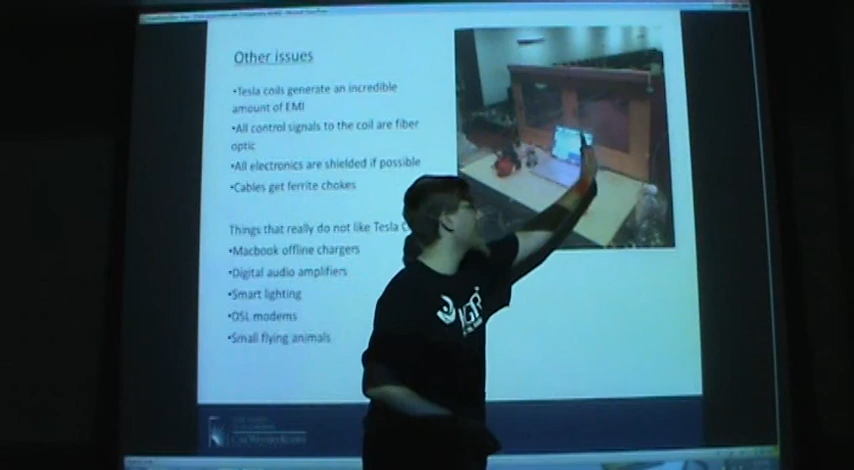 Other issues
•Tesla coils generate an incredible
amount of EMI
•All control signals to the coil are fiber
optic
•All electronics are shielded if possible
•Cables get ferrite chokes
Things that really do not like Tesla C
•Macbook offline chargers
•Digital audio amplifiers
•Smart lighting
•DSL modems
•Small flying animals